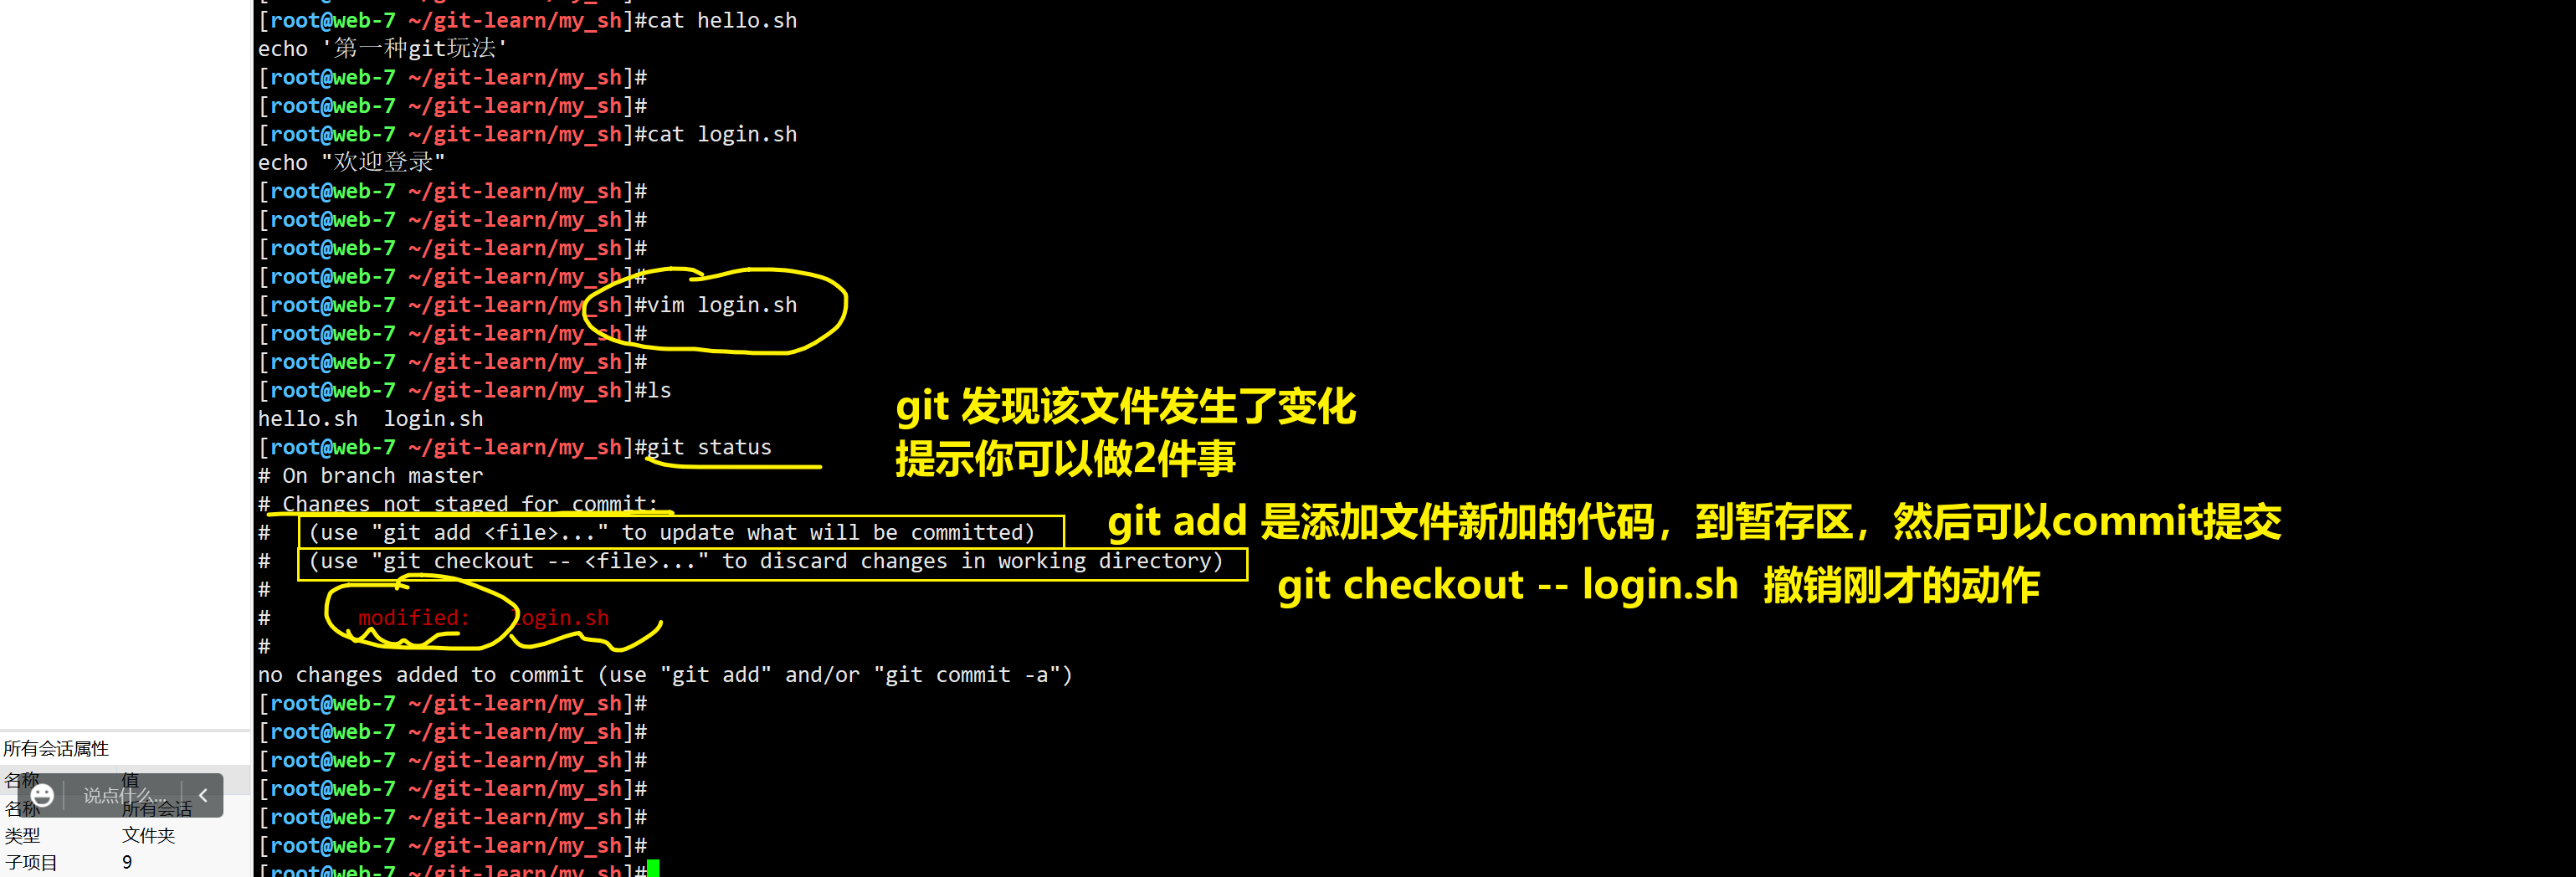 [root@web-7 ~/git-learn/my_sh]#cat hello.sh
echo '第一种git玩法'
[root@web-7 ~/git-learn/my_sh]#
[root@web-7 ~/git-learn/my_sh]#
[root@web-7 ~/git-learn/my_sh]#cat login.sh
echo "欢迎登录"
[root@web-7 ~/git-learn/my_sh]#
[root@web-7 ~/git-learn/my_sh]#
[root@web-7 ~/git-learn/my_sh]#
[root@web-7 ~/git-learn/my_sh]#
[root@web-7 ~/git-learn/my_sh]#vim login.sh
[root@web-7 ~/git-learn/my_sh]#
[root@web-7 ~/git-learn/my_sh]#
[root@web-7 ~/git-learn/my_sh]#ls
hello.sh  login.sh
[root@web-7 ~/git-learn/my_sh]#git status
# On branch master
# Changes not staged for commit:
#   (use "git add <file>..." to update what will be committed)
#   (use "git checkout -- <file>..." to discard changes in working directory)
#
#       modified:   login.sh
#
no changes added to commit (use "git add" and/or "git commit -a")
[root@web-7 ~/git-learn/my_sh]#
[root@web-7 ~/git-learn/my_sh]#
[root@web-7 ~/git-learn/my_sh]#
[root@web-7 ~/git-learn/my_sh]#
[root@web-7 ~/git-learn/my_sh]#
[root@web-7 ~/git-learn/my_sh]#
[root@web-7 ~/git-learn/my_sh]#
git 发现该文件发生了变化
提示你可以做2件事
git add 是添加文件新加的代码，到暂存区，然后可以commit提交
git checkout -- login.sh 撤销刚才的动作
所有会话属性
名称 值
说点什么...
名称 所有会话
类型 文件夹
子项目 9